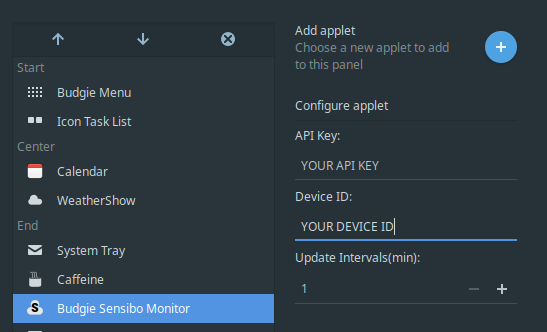 Start
Budgie Menu
Icon Task List
Center
Calendar
WeatherShow
End
System Tray
Caffeine
S
Budgie Sensibo Monitor
Add applet
Choose a new applet to add
to this panel
Configure applet
API Key:
YOUR API KEY
Device ID:
YOUR DEVICE ID
Update Intervals(min):
1